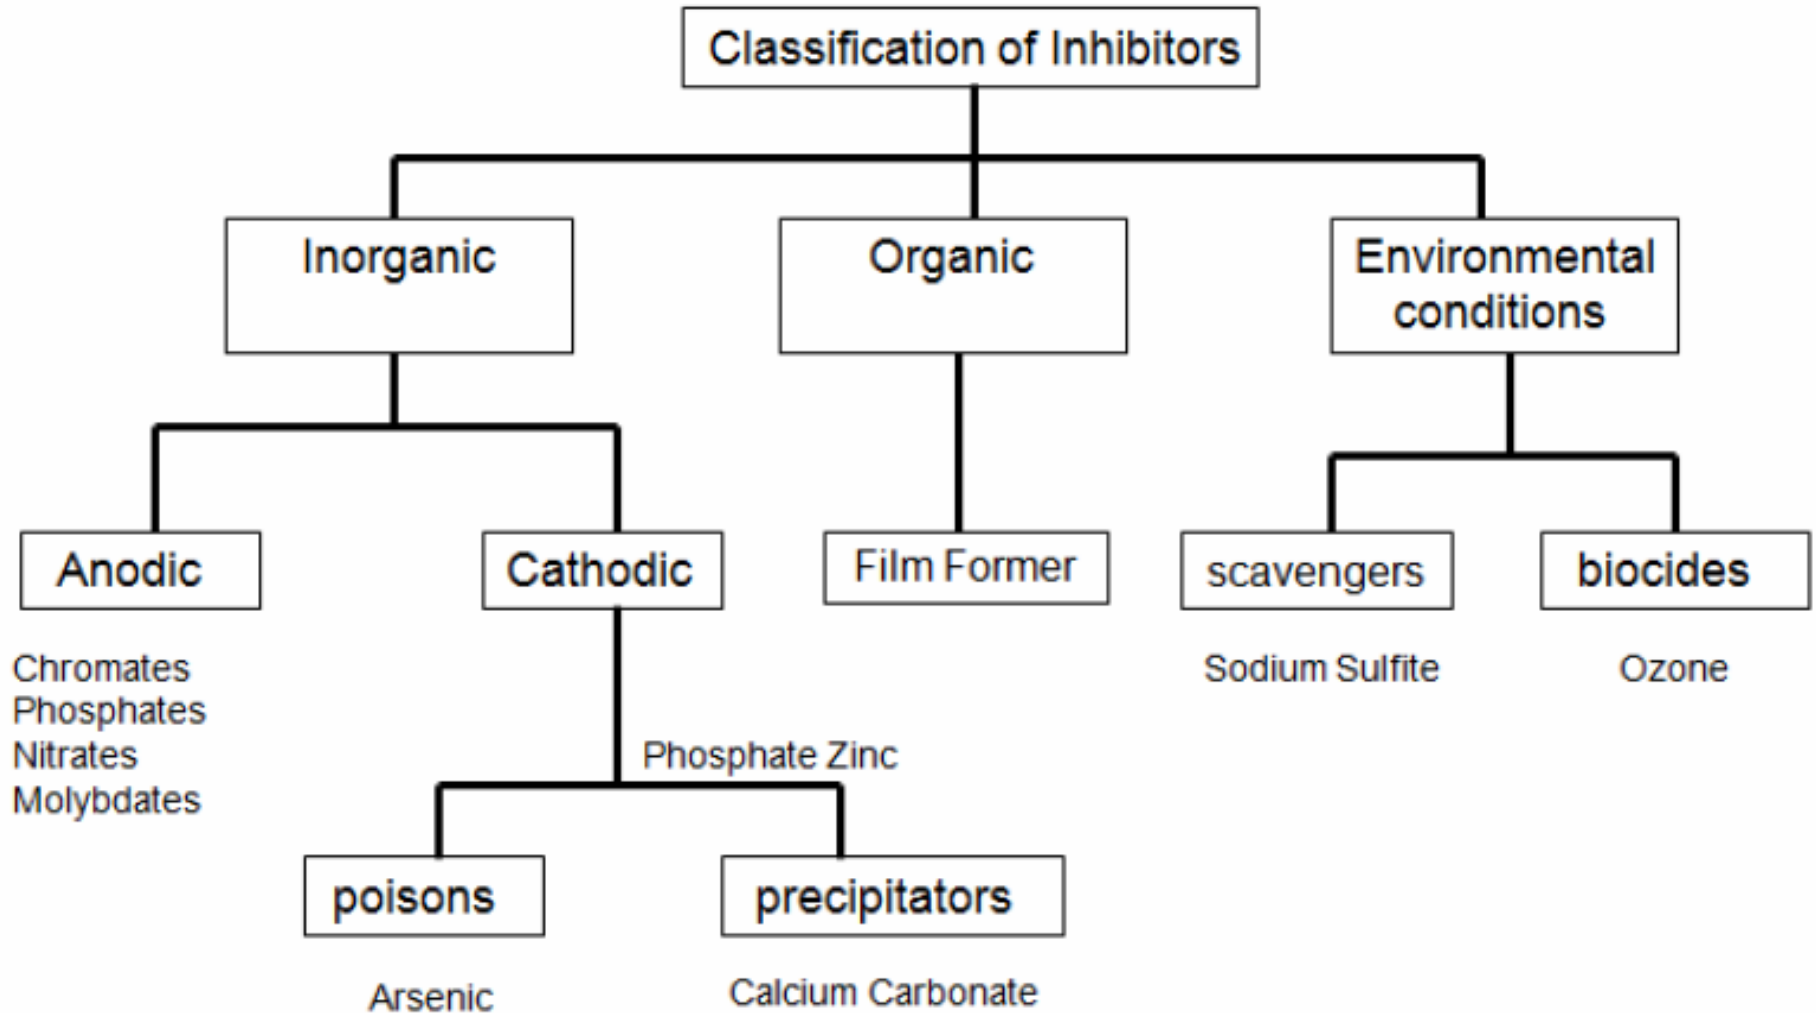 Classification of Inhibitors
Inorganic
Organic
Environmental
conditions
Anodic
Cathodic
Film Former
scavengers
biocides
Chromates
Phosphates
Nitrates
Molybdates
Sodium Sulfite
Ozone
Phosphate Zinc
poisons
precipitators
Arsenic
Calcium Carbonate